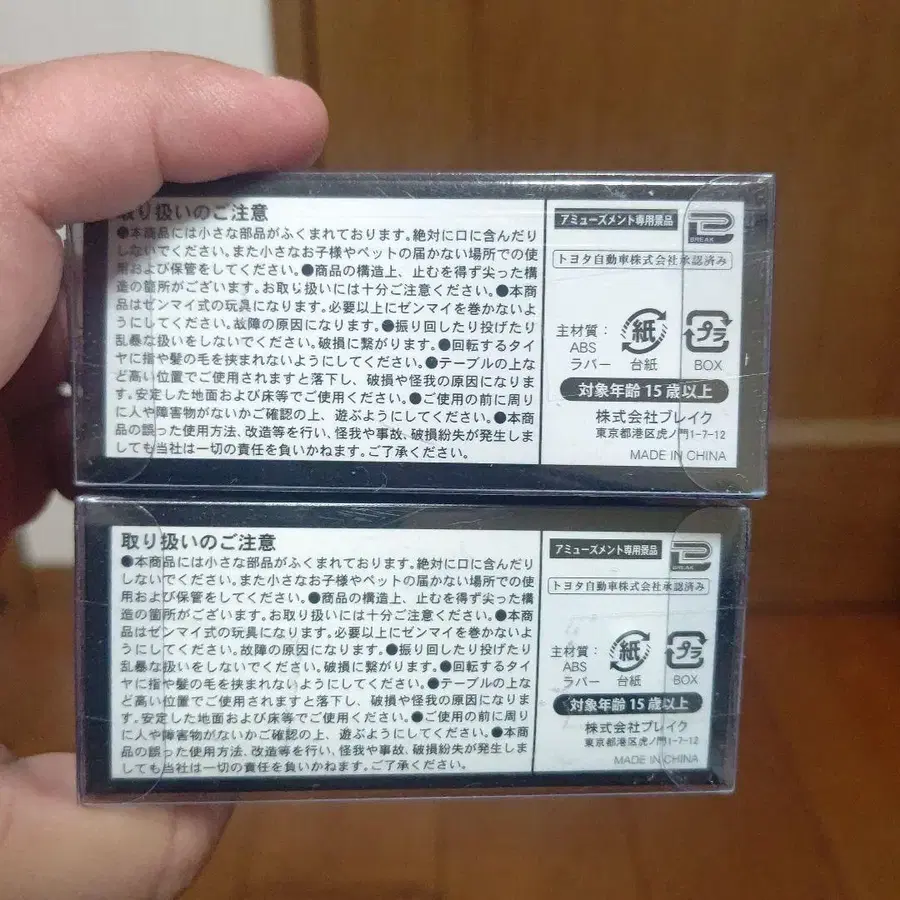 取り扱いのご注意
●本商品には小さな部品がふくまれております。絶対に口に含んだり
しないでください。また小さなお子様やペットの届かない場所での使
用および保管をしてください。●商品の構造上、止むを得ず尖った構
造の箇所がございます。お取り扱いには十分ご注意ください。●本商
品はゼンマイ式の玩具になります。必要以上にゼンマイを巻かないよ
うにしてください。故障の原因になります。●振り回したり投げたり
乱暴な扱いをしないでください。破損に繋がります。●回転するタイ
ヤに指や髪の毛を挟まれないようにしてください。●テーブルの上な
ど高い位置でご使用されますと落下し、破損や怪我の原因になりま
す。安定した地面および床等でご使用ください。●ご使用の前に周り
に人や障害物がないかご確認の上、遊ぶようにしてください。●本商
品の誤った使用方法、改造等を行い、怪我や事故、破損紛失が発生しま
しても当社は一切の責任を負いかねます。ご了承ください。
アミューズメント専用景品
BREAK
トヨタ自動車株式会社承認済み
主材質：
ABS
ラバー
紙
台紙
プラ
BOX
対象年齢15歳以上
株式会社ブレイク
東京都港区虎ノ門1-7-12
MADE IN CHINA
取り扱いのご注意
●本商品には小さな部品がふくまれております。絶対に口に含んだり
しないでください。また小さなお子様やペットの届かない場所での使
用および保管をしてください。●商品の構造上、止むを得ず尖った構
造の箇所がございます。お取り扱いには十分ご注意ください。●本商
品はゼンマイ式の玩具になります。必要以上にゼンマイを巻かないよ
うにしてください。故障の原因になります。●振り回したり投げたり
乱暴な扱いをしないでください。破損に繋がります。●回転するタイ
ヤに指や髪の毛を挟まれないようにしてください。●テーブルの上な
ど高い位置でご使用されますと落下し、破損や怪我の原因になりま
す。安定した地面および床等でご使用ください。●ご使用の前に周り
に人や障害物がないかご確認の上、遊ぶようにしてください。●本商
品の誤った使用方法、改造等を行い、怪我や事故、破損紛失が発生しま
しても当社は一切の責任を負いかねます。ご了承ください。
アミューズメント専用景品
BREAK
トヨタ自動車株式会社承認済み
主材質：
ABS
ラバー
紙
台紙
プラ
BOX
対象年齢15歳以上
株式会社ブレイク
東京都港区虎ノ門1-7-12
MADE IN CHINA